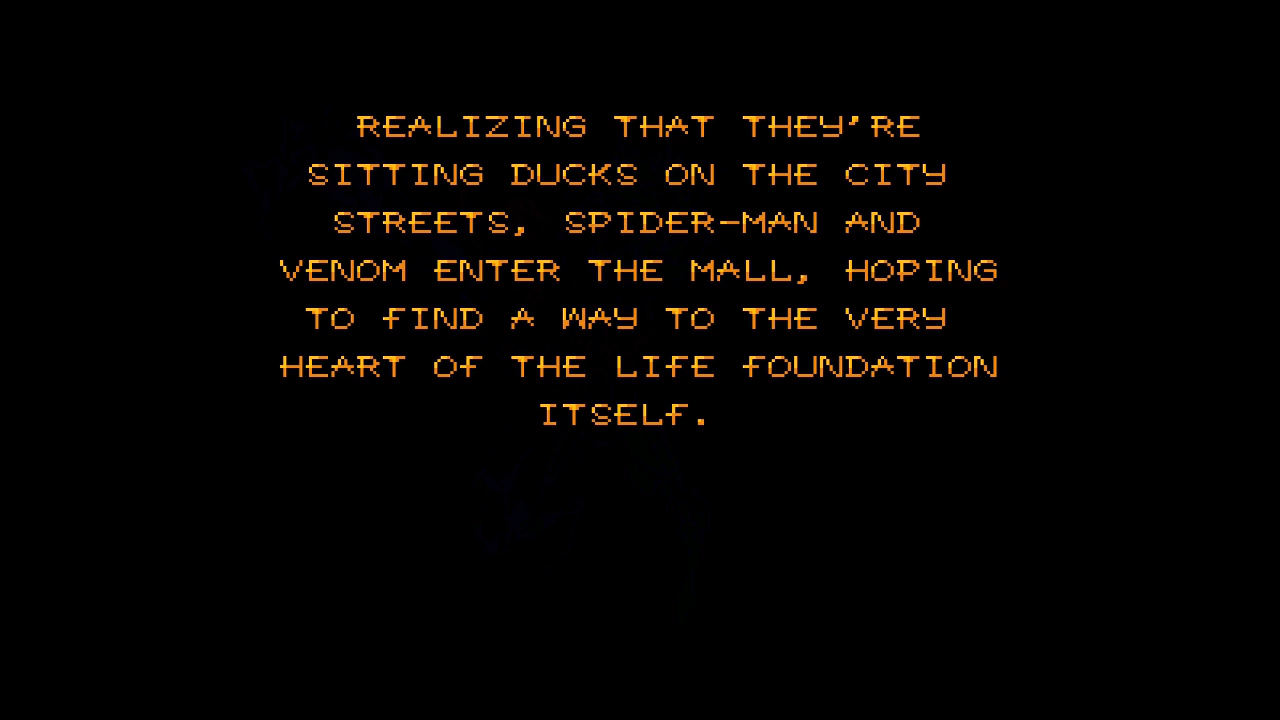 REALIZING THAT THEY'RE
SITTING DUCKS ON THE CITY
STREETS, SPIDER-MAN AND
VENOM ENTER THE MALL, HOPING
TO FIND A WAY TO THE VERY
HEART OF THE LIFE FOUNDATION
ITSELF.